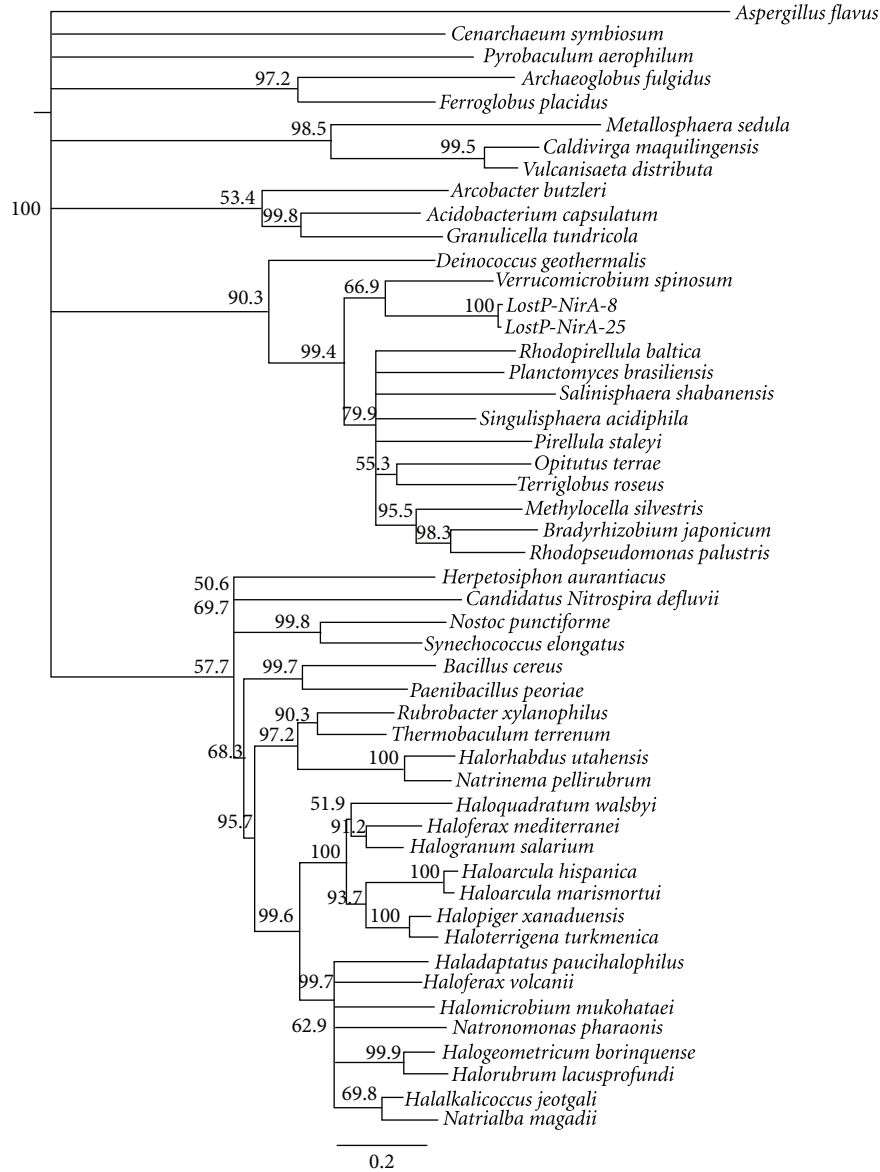 Aspergillus flavus
Cenarchaeum symbiosum
Pyrobaculum aerophilum
97.2
Archaeoglobus fulgidus
Ferroglobus placidus
98.5
Metallosphaera sedula
99.5
Caldivirga maquilingensis
Vulcanisaeta distributa
100
53.4
Arcobacter butzleri
99.8
Acidobacterium capsulatum
Granulicella tundricola
90.3
Deinococcus geothermalis
66.9
Verrucomicrobium spinosum
100
LostP-NirA-8
LostP-NirA-25
99.4
Rhodopirellula baltica
Planctomyces brasiliensis
Salinisphaera shabanensis
79.9
Singulisphaera acidiphila
Pirellula staleyi
55.3
Opitutus terrae
Terriglobus roseus
95.5
Methylocella silvestris
98.3
Bradyrhizobium japonicum
Rhodopseudomonas palustris
50.6
Herpetosiphon aurantiacus
69.7
Candidatus Nitrospira defluvii
99.8
Nostoc punctiforme
Synechococcus elongatus
57.7
99.7
Bacillus cereus
Paenibacillus peoriae
90.3
Rubrobacter xylanophilus
97.2
Thermobaculum terrenum
68.3
100
Halorhabdus utahensis
Natrinema pellirubrum
51.9
Haloquadratum walsbyi
95.7
91.2
Haloferax mediterranei
Halogranum salarium
100
100
Haloarcula hispanica
Haloarcula marismortui
93.7
99.6
100
Halopiger xanaduensis
Haloterrigena turkmenica
Haladaptatus paucihalophilus
99.7
Haloferax volcanii
Halomicrobium mukohataei
62.9
Natronomonas pharaonis
99.9
Halogeometricum borinquense
Halorubrum lacusprofundi
69.8
Halalkalicoccus jeotgali
Natrialba magadii
0.2